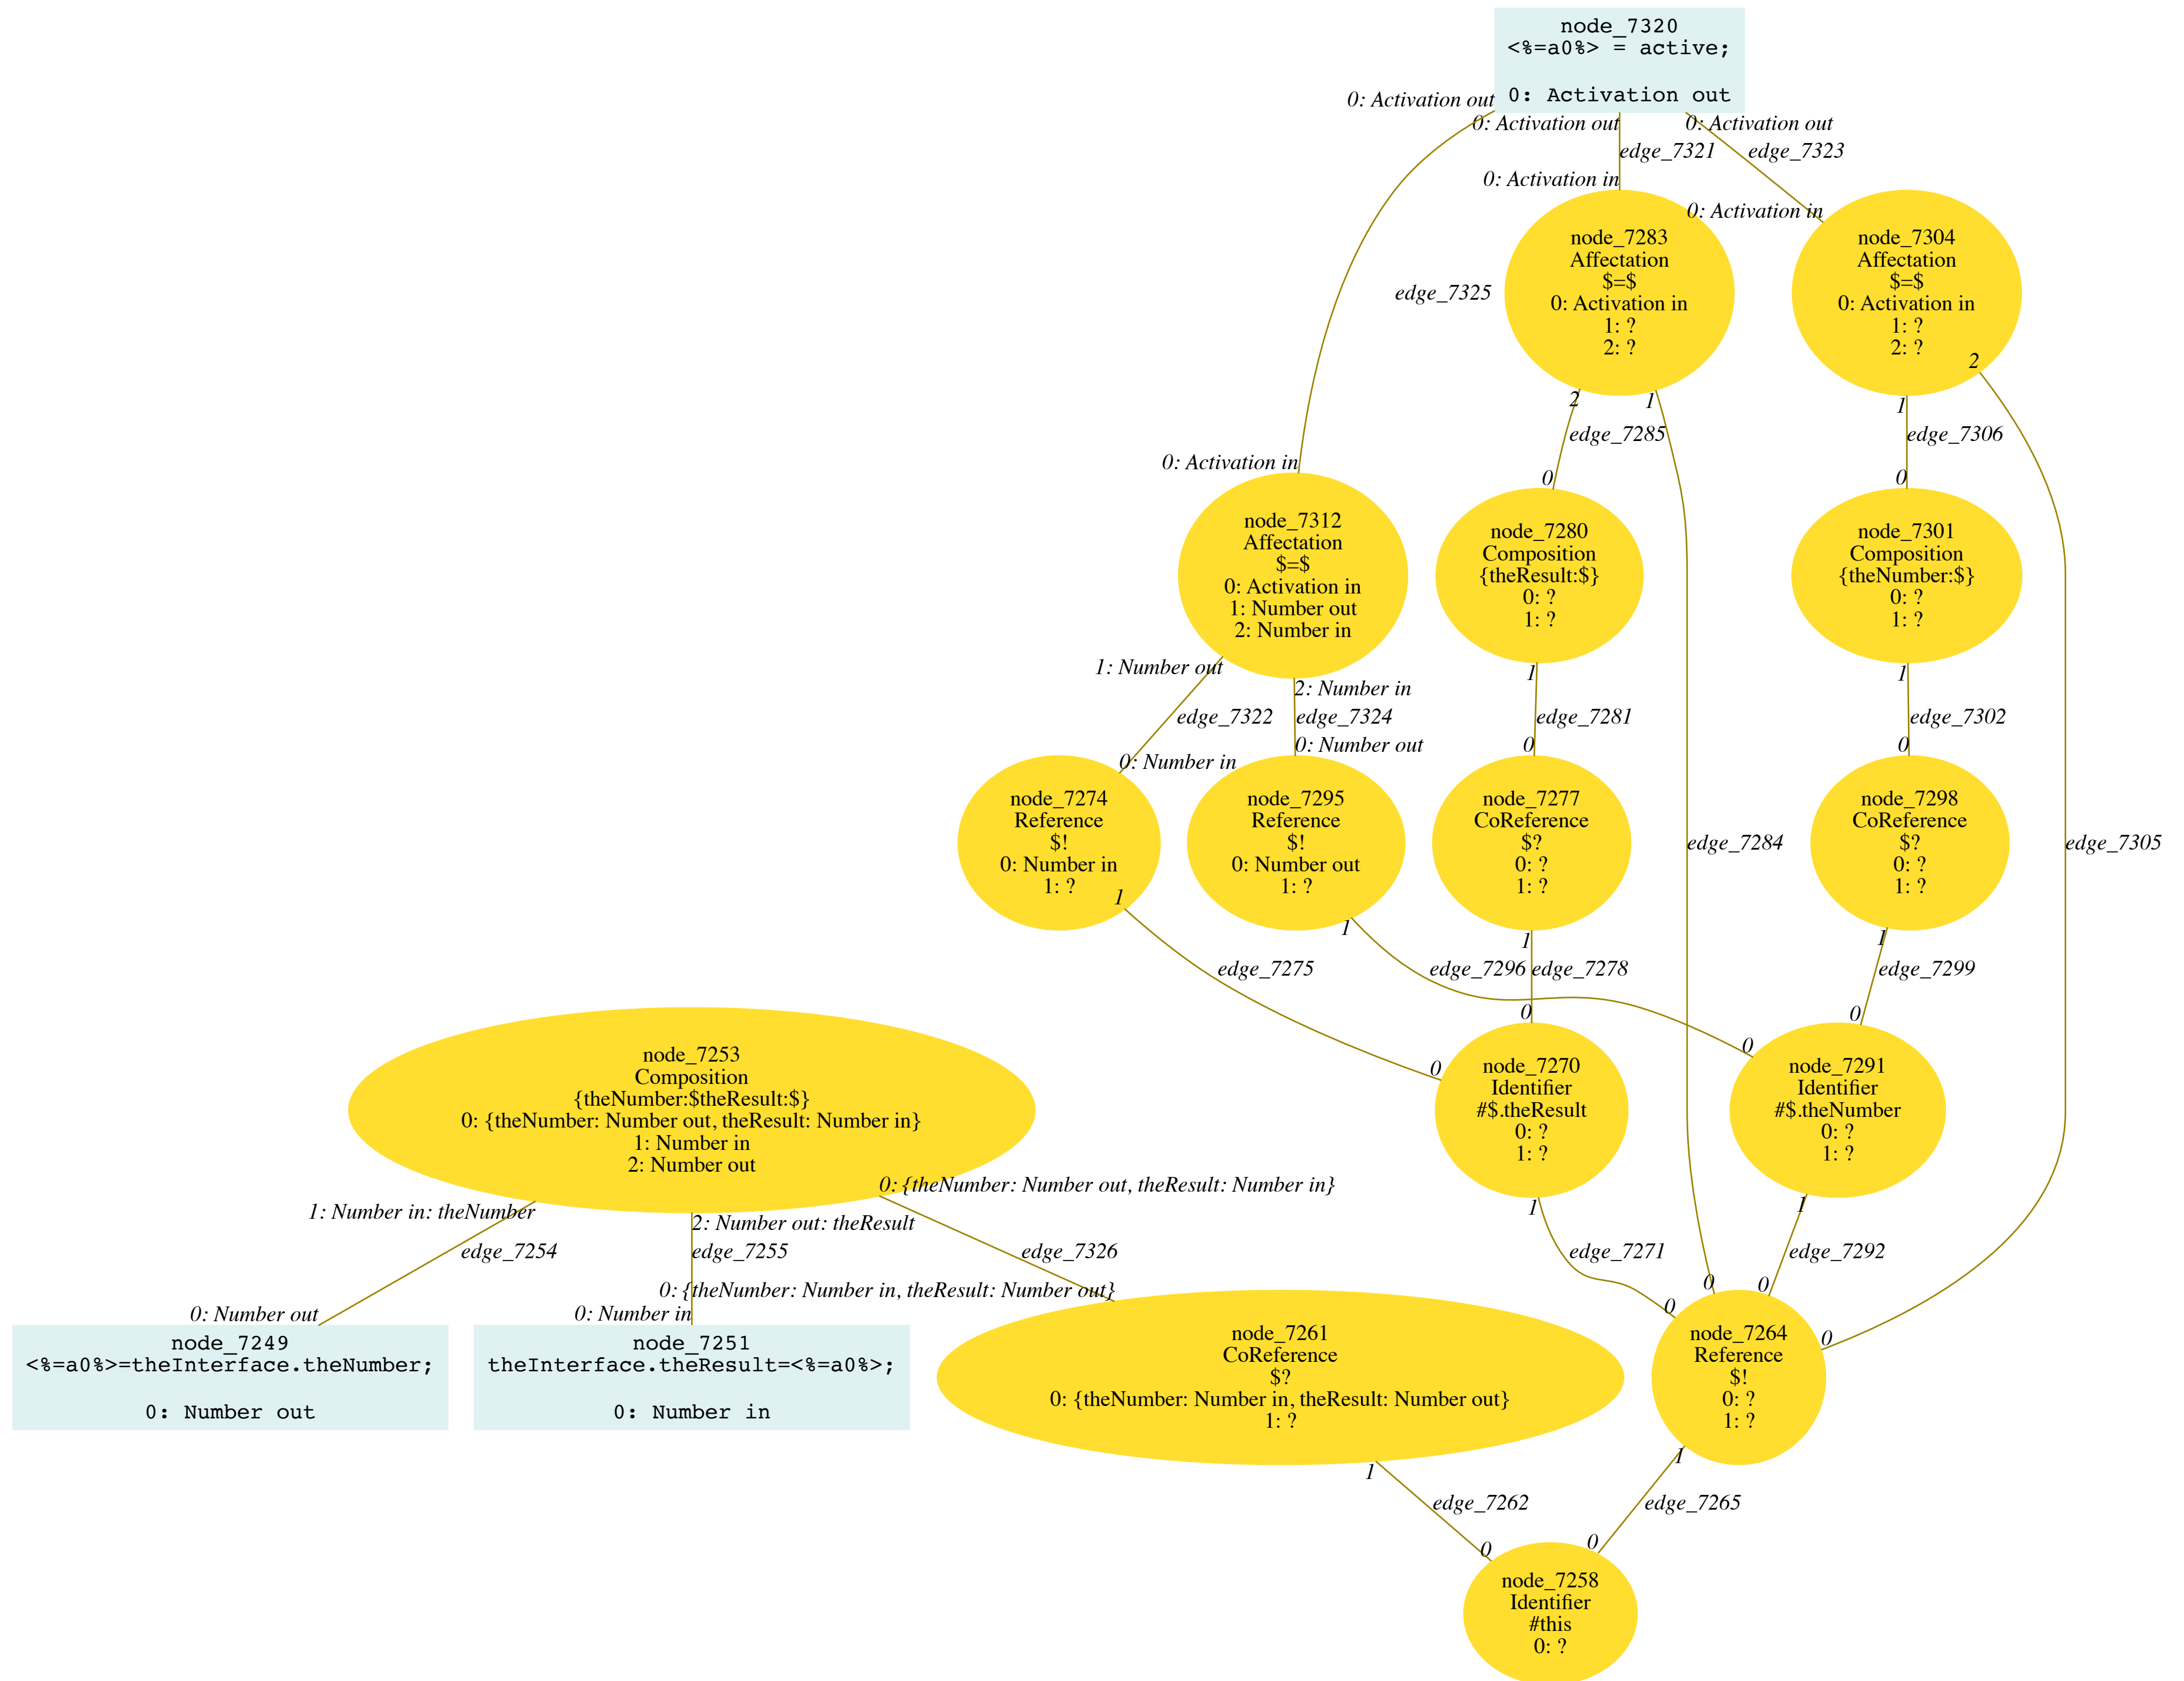 node_7320
<%=a0%> = active;
0: Activation out
0: Activation out
0: Activation out
0: Activation out
edge_7321
edge_7323
0: Activation in
0: Activation in
node_7283
Affectation
$=$
0: Activation in
1: ?
2: ?
node_7304
Affectation
$=$
0: Activation in
1: ?
2: ?
edge_7325
2
2
1
1
edge_7285
edge_7306
0: Activation in
0
0
node_7312
Affectation
$=$
0: Activation in
1: Number out
2: Number in
node_7280
Composition
{theResult:$}
0: ?
1: ?
node_7301
Composition
{theNumber:$}
0: ?
1: ?
1: Number out
2: Number in
1
1
edge_7322
edge_7324
edge_7281
edge_7302
0: Number in
0: Number out
0
0
node_7274
Reference
$!
0: Number in
1: ?
node_7295
Reference
$!
0: Number out
1: ?
node_7277
CoReference
$?
0: ?
1: ?
edge_7284
node_7298
CoReference
$?
0: ?
1: ?
edge_7305
1
1
1
1
edge_7275
edge_7296
edge_7278
edge_7299
0
0
0
0
node_7253
Composition
{theNumber:$theResult:$}
0: {theNumber: Number out, theResult: Number in}
1: Number in
2: Number out
node_7270
Identifier
#$.theResult
0: ?
1: ?
node_7291
Identifier
#$.theNumber
0: ?
1: ?
0: {theNumber: Number out, theResult: Number in}
1: Number in: theNumber
2: Number out: theResult
1
1
edge_7254
edge_7255
edge_7326
edge_7271
edge_7292
0: {theNumber: Number in, theResult: Number out}
0: Number out
0: Number in
0
0
0
0
node_7249
<%=a0%>=theInterface.theNumber;
0: Number out
node_7251
theInterface.theResult=<%=a0%>;
0: Number in
node_7261
CoReference
$?
0: {theNumber: Number in, theResult: Number out}
1: ?
node_7264
Reference
$!
0: ?
1: ?
1
1
edge_7262
edge_7265
0
0
node_7258
Identifier
#this
0: ?